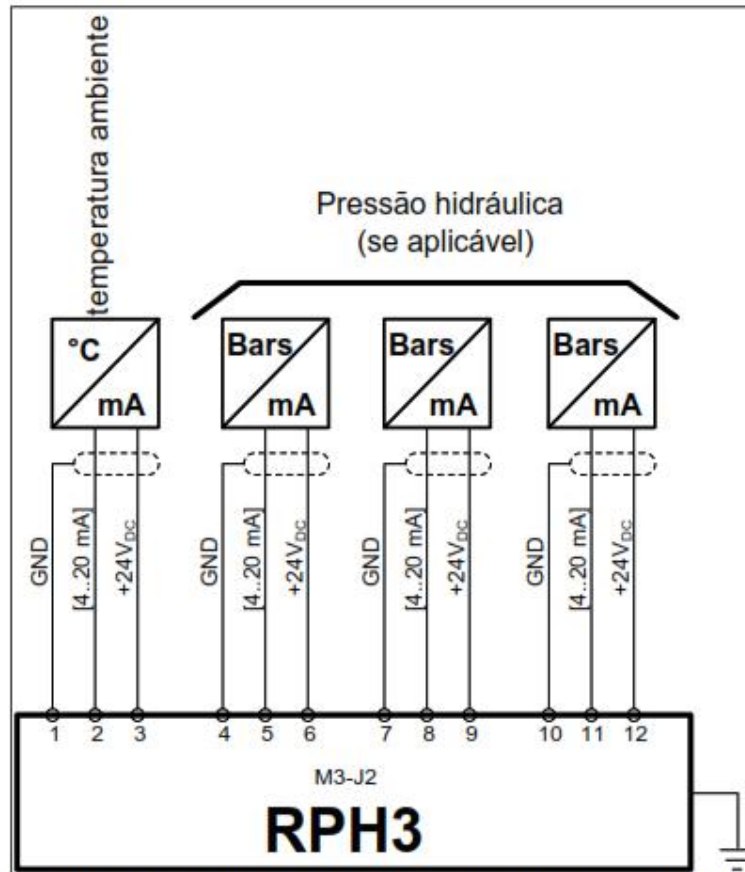 temperatura ambiente
Pressão hidráulica
(se aplicável)
°C
mA
Bars
mA
Bars
mA
Bars
mA
GND
[4..20 mA]
+24VDC
GND
[4..20 mA]
+24VDC
GND
[4..20 mA]
+24VDC
GND
[4..20 mA]
+24VDC
1 2 3 4 5 6 7 8 9 10 11 12
M3-J2
RPH3